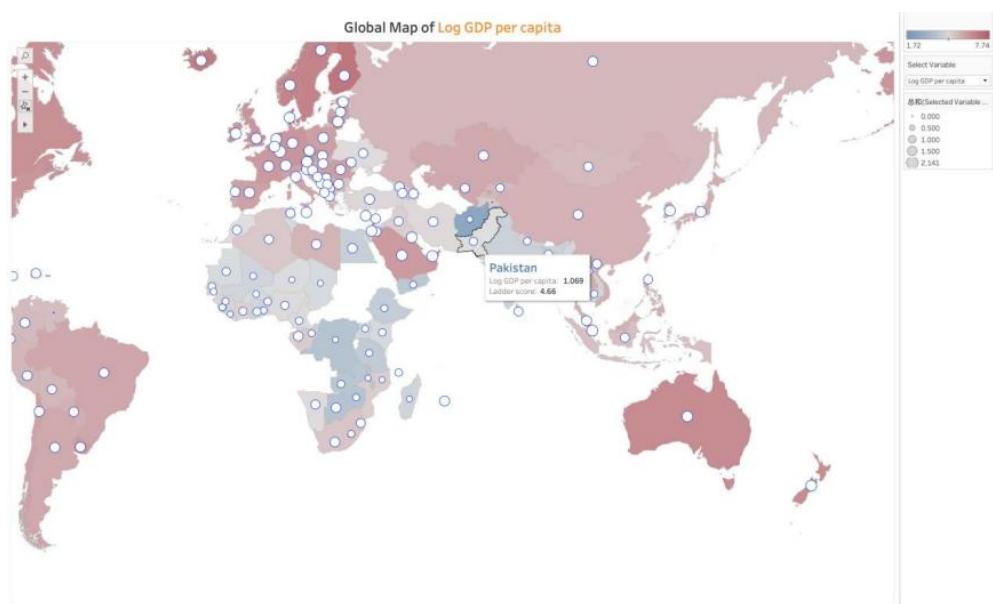 Global Map of Log GDP per capita
1.72 7.74
Select Variable
Log GDP per capita
(Selected Variable ...
0.000
0.500
1.000
1.500
2.141
Pakistan
Log GDP per capita: 1.069
Ladder score: 4.66